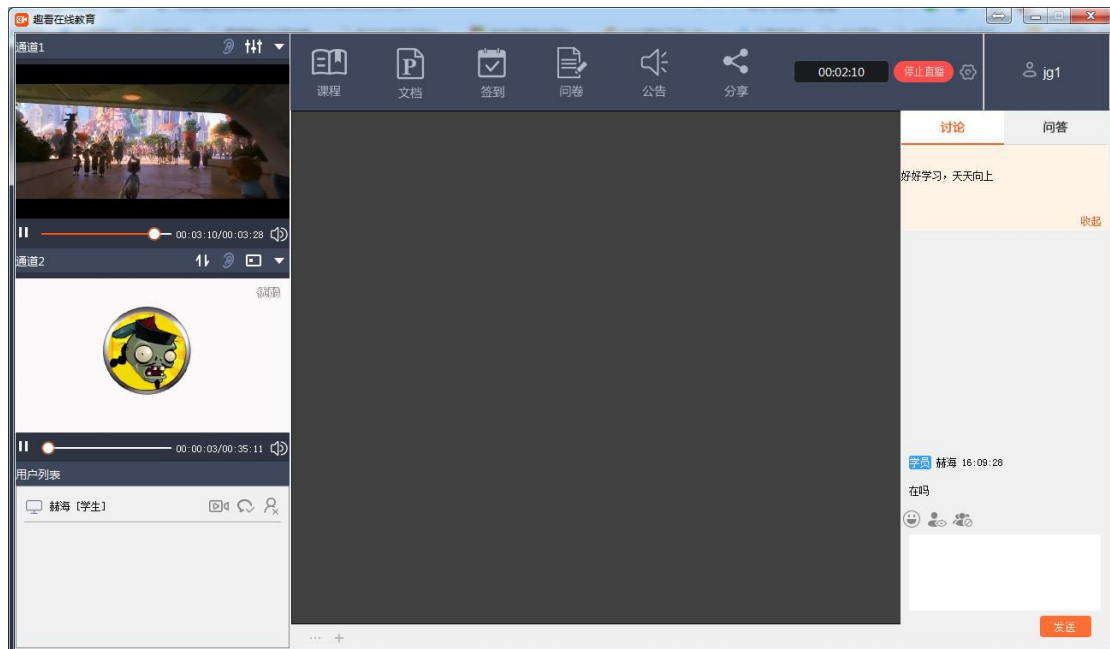 趣看在线教育
通道1
课程
文档
签到
问卷
公告
分享
00:02:10
停止直播
jg1
讨论
问答
好好学习，天天向上
收起
00:03:10/00:03:28
通道2
00:00:03/00:35:11
用户列表
赫海 [学生]
学员 赫海 16:09:28
在吗
发送